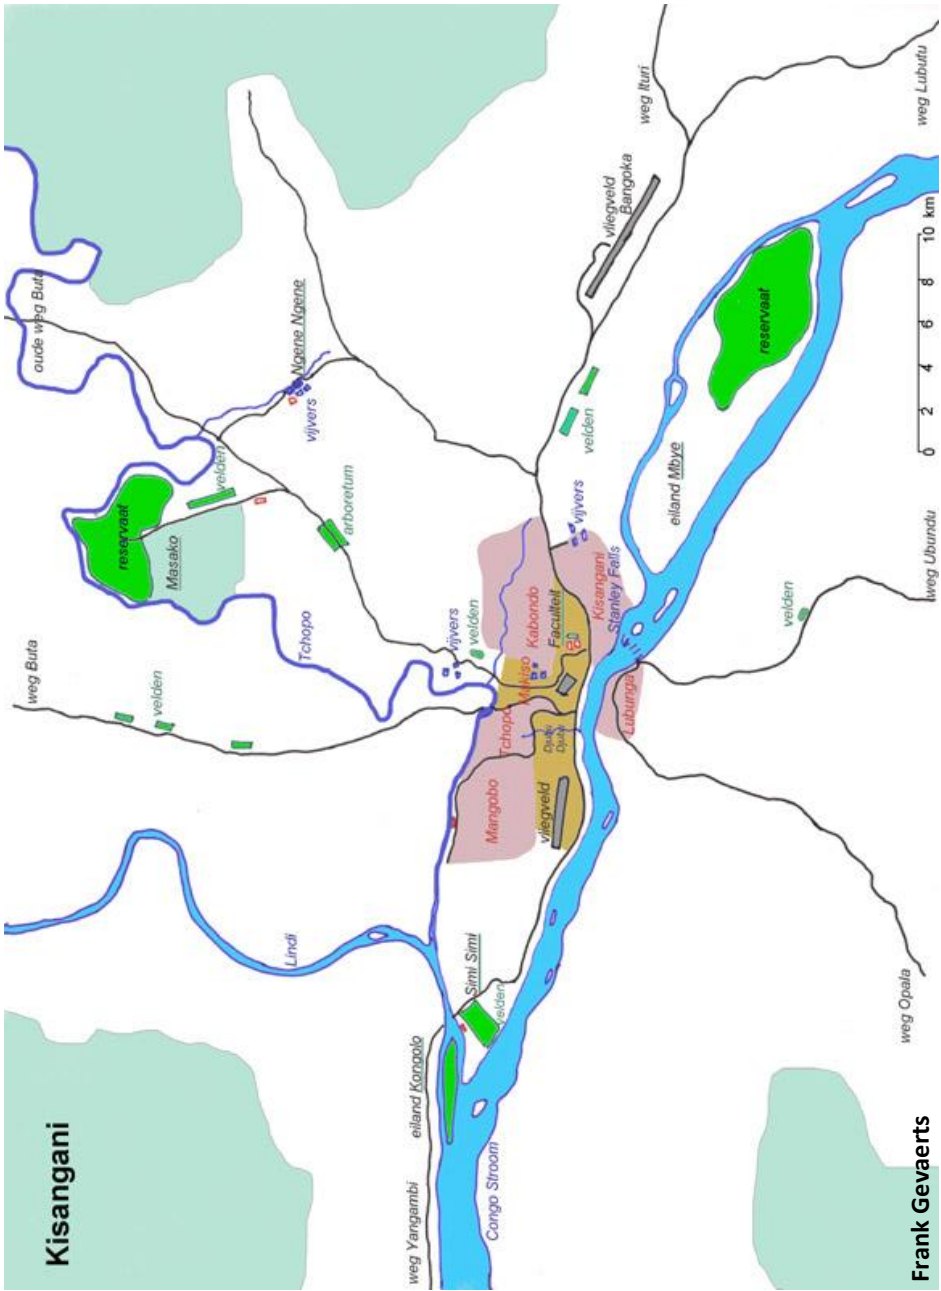 Kisangani
weg Buta
oude weg Buta
reservaat
Masako
velden
velden
Tchopo
Lindi
arboretum
Ngene Ngene
vijvers
weg Yangambi
eiland Kongolo
Simi Simi
velden
Congo Stroom
vijvers
velden
Mangobo
Tchopo
Makiso
Kabondo
Faculteit
Djubu
Djubu
vliegveld
Kisangani
Stanley Falls
Lubunga
vijvers
velden
vliegveld
Bangoka
weg Ituri
weg Lubutu
eiland Mbye
reservaat
velden
weg Ubundu
weg Opala
0 2 4 6 8 10 km
Frank Gevaerts